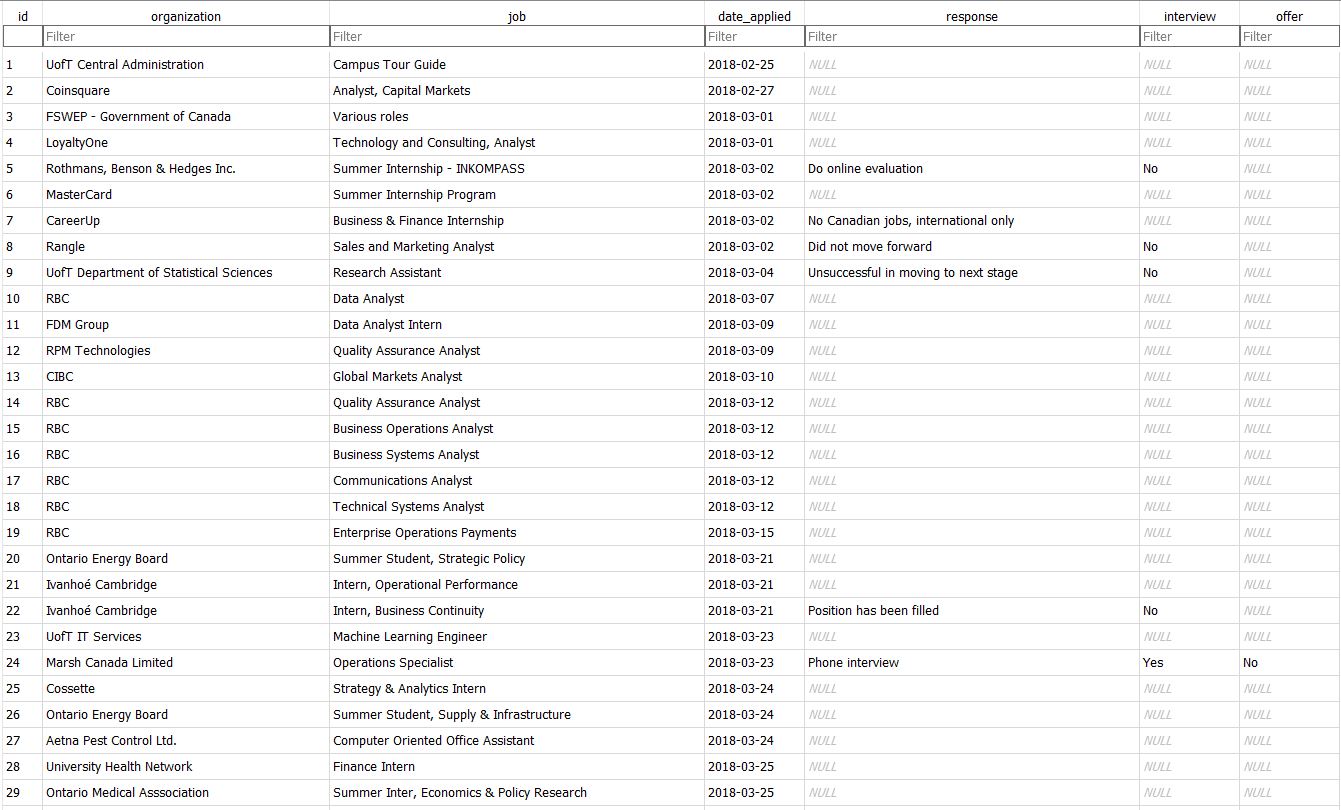 id organization job date_applied response interview offer
Filter Filter Filter Filter Filter Filter
1 UofT Central Administration Campus Tour Guide 2018-02-25 NULL NULL NULL
2 Coinsquare Analyst, Capital Markets 2018-02-27 NULL NULL NULL
3 FSWEP - Government of Canada Various roles 2018-03-01 NULL NULL NULL
4 LoyaltyOne Technology and Consulting, Analyst 2018-03-01 NULL NULL NULL
5 Rothmans, Benson & Hedges Inc. Summer Internship - INKOMPASS 2018-03-02 Do online evaluation No NULL
6 MasterCard Summer Internship Program 2018-03-02 NULL NULL NULL
7 CareerUp Business & Finance Internship 2018-03-02 No Canadian jobs, international only NULL NULL
8 Rangle Sales and Marketing Analyst 2018-03-02 Did not move forward No NULL
9 UofT Department of Statistical Sciences Research Assistant 2018-03-04 Unsuccessful in moving to next stage No NULL
10 RBC Data Analyst 2018-03-07 NULL NULL NULL
11 FDM Group Data Analyst Intern 2018-03-09 NULL NULL NULL
12 RPM Technologies Quality Assurance Analyst 2018-03-09 NULL NULL NULL
13 CIBC Global Markets Analyst 2018-03-10 NULL NULL NULL
14 RBC Quality Assurance Analyst 2018-03-12 NULL NULL NULL
15 RBC Business Operations Analyst 2018-03-12 NULL NULL NULL
16 RBC Business Systems Analyst 2018-03-12 NULL NULL NULL
17 RBC Communications Analyst 2018-03-12 NULL NULL NULL
18 RBC Technical Systems Analyst 2018-03-12 NULL NULL NULL
19 RBC Enterprise Operations Payments 2018-03-15 NULL NULL NULL
20 Ontario Energy Board Summer Student, Strategic Policy 2018-03-21 NULL NULL NULL
21 Ivanhoé Cambridge Intern, Operational Performance 2018-03-21 NULL NULL NULL
22 Ivanhoé Cambridge Intern, Business Continuity 2018-03-21 Position has been filled No NULL
23 UofT IT Services Machine Learning Engineer 2018-03-23 NULL NULL NULL
24 Marsh Canada Limited Operations Specialist 2018-03-23 Phone interview Yes No
25 Cossette Strategy & Analytics Intern 2018-03-24 NULL NULL NULL
26 Ontario Energy Board Summer Student, Supply & Infrastructure 2018-03-24 NULL NULL NULL
27 Aetna Pest Control Ltd. Computer Oriented Office Assistant 2018-03-24 NULL NULL NULL
28 University Health Network Finance Intern 2018-03-25 NULL NULL NULL
29 Ontario Medical Asssociation Summer Inter, Economics & Policy Research 2018-03-25 NULL NULL NULL